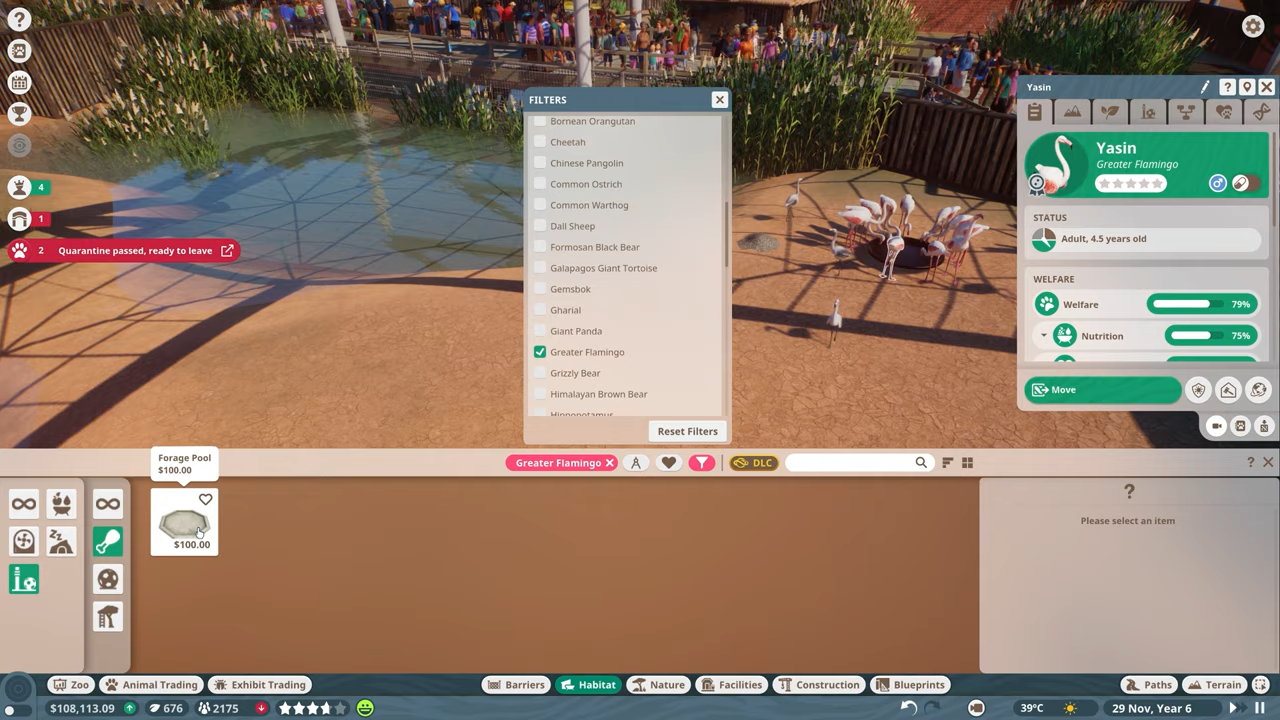 FILTERS
Bornean Orangutan
Cheetah
Chinese Pangolin
Common Ostrich
Common Warthog
Dall Sheep
Formosan Black Bear
Galapagos Giant Tortoise
Gemsbok
Gharial
Giant Panda
Greater Flamingo
Grizzly Bear
Himalayan Brown Bear
Hippopotamus
Reset Filters
Yasin
?
Yasin
Greater Flamingo
STATUS
Adult, 4.5 years old
WELFARE
Welfare 79%
Nutrition 75%
Move
?
4
1
2 Quarantine passed, ready to leave
Forage Pool
$100.00
Greater Flamingo
DLC
?
$100.00
?
Please select an item
Zoo
Animal Trading
Exhibit Trading
Barriers
Habitat
Nature
Facilities
Construction
Blueprints
Paths
Terrain
$108,113.09
676
2175
39°C
29 Nov, Year 6